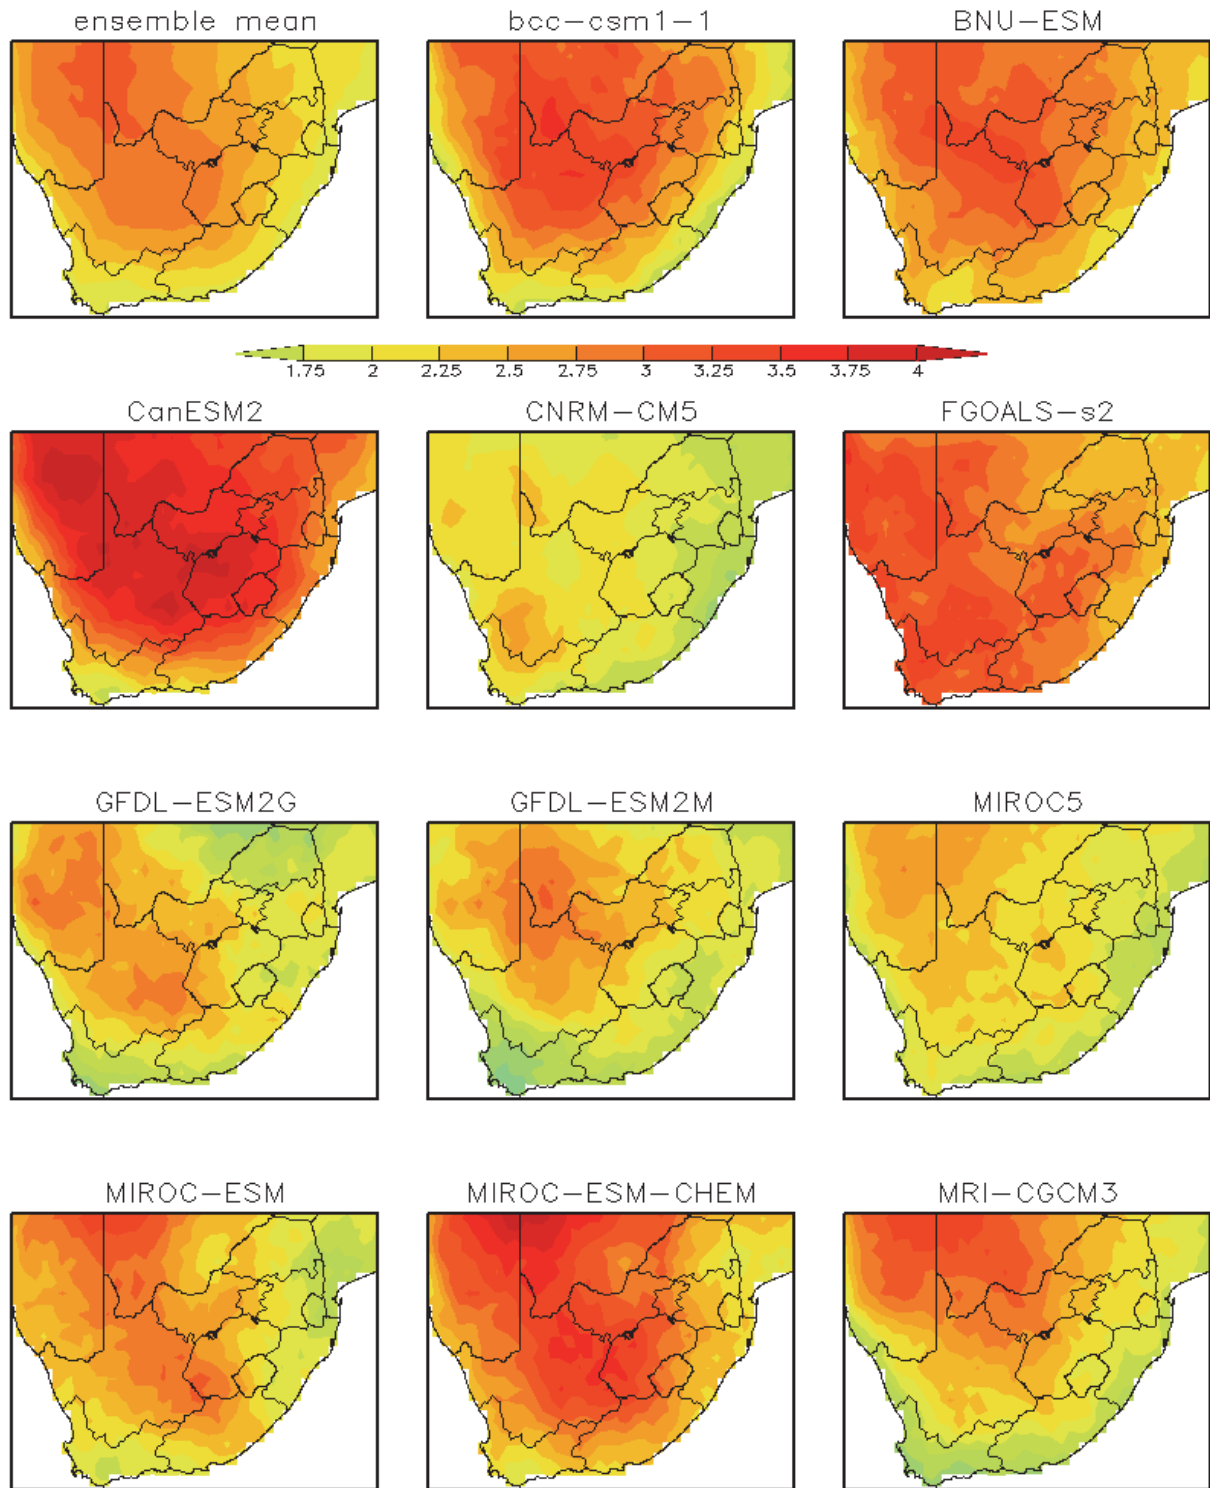 ensemble mean bcc-csm1-1 BNU-ESM
1.75 2 2.25 2.5 2.75 3 3.25 3.5 3.75 4
CanESM2 CNRM-CM5 FGOALS-s2
GFDL-ESM2G GFDL-ESM2M MIROC5
MIROC-ESM MIROC-ESM-CHEM MRI-CGCM3